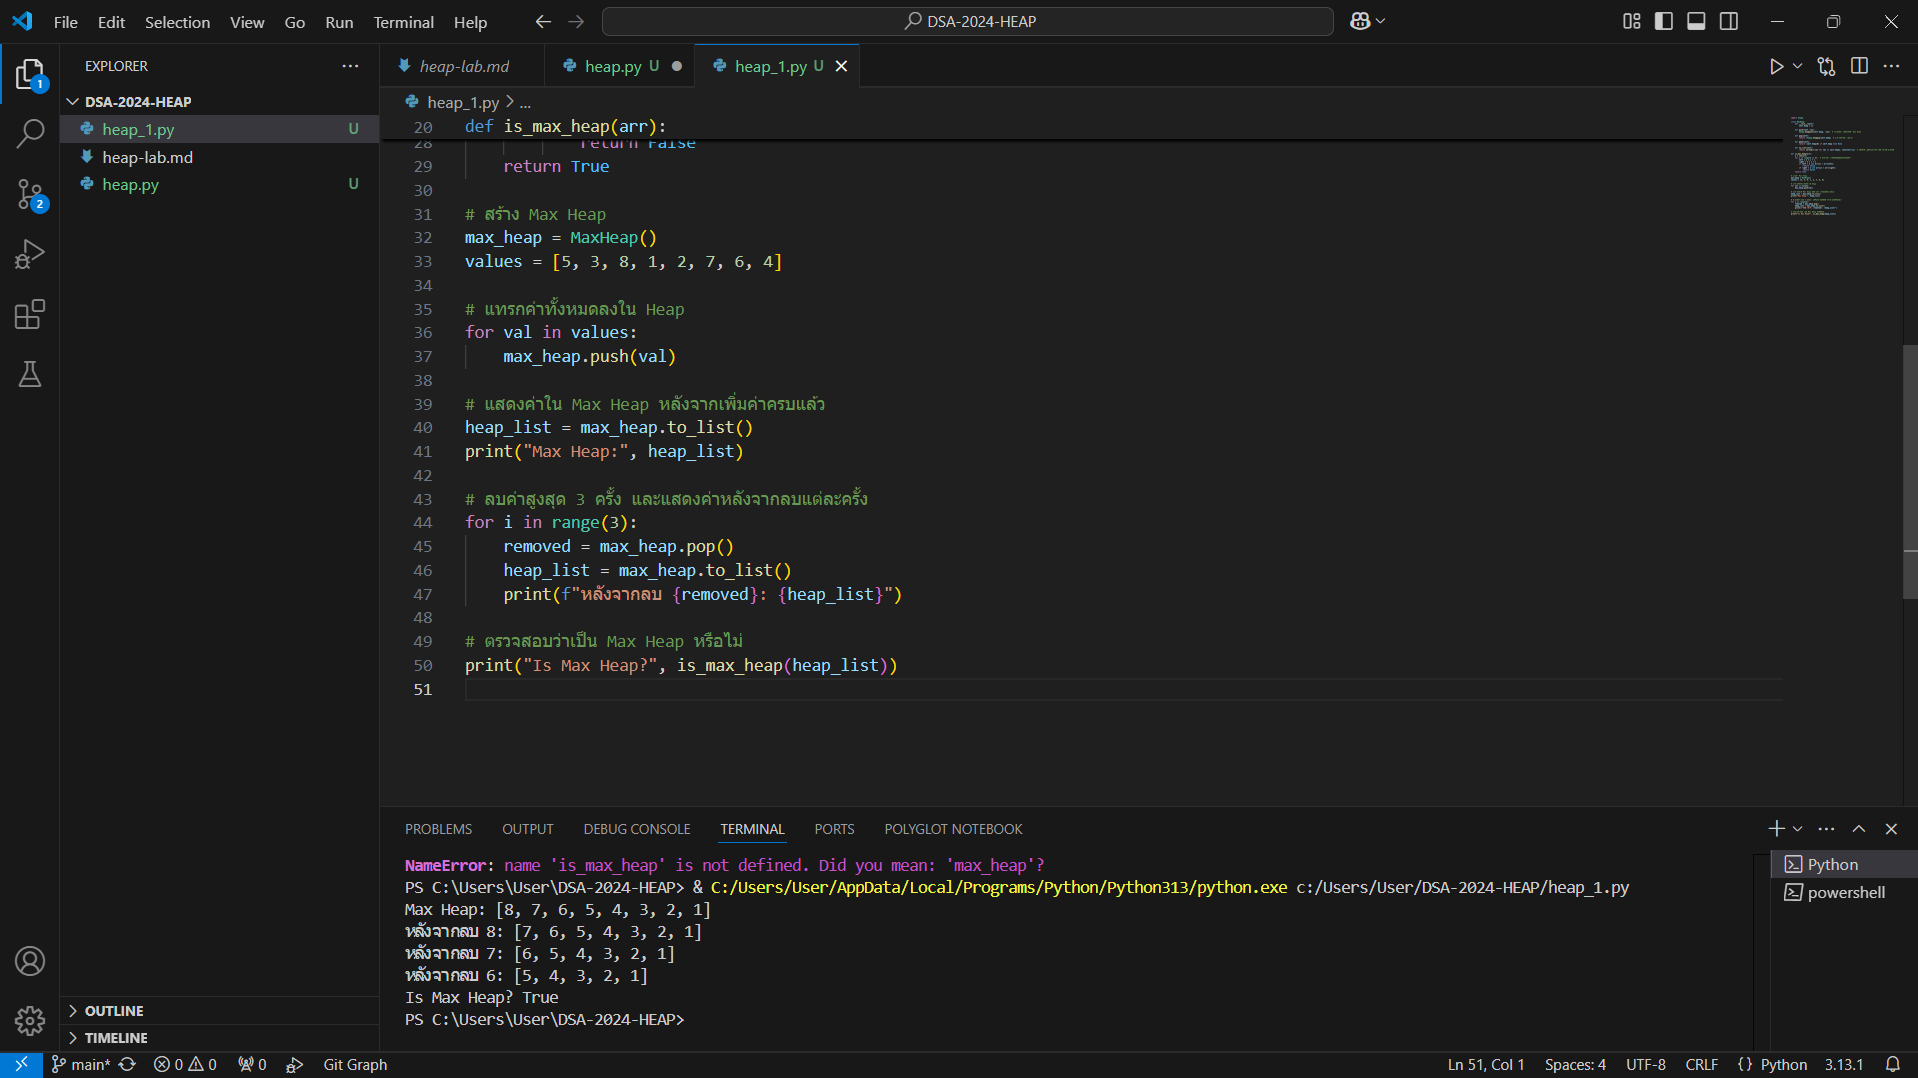 File Edit Selection View Go Run Terminal Help
DSA-2024-HEAP
EXPLORER
DSA-2024-HEAP
heap_1.py U
heap-lab.md
heap.py U
OUTLINE
TIMELINE
1
2
heap-lab.md heap.py U heap_1.py U
heap_1.py > ...
20 def is_max_heap(arr):
28 return False
29 return True
30
31 # สร้าง Max Heap
32 max_heap = MaxHeap()
33 values = [5, 3, 8, 1, 2, 7, 6, 4]
34
35 # แทรกค่าทั้งหมดลงใน Heap
36 for val in values:
37 max_heap.push(val)
38
39 # แสดงค่าใน Max Heap หลังจากเพิ่มค่าครบแล้ว
40 heap_list = max_heap.to_list()
41 print("Max Heap:", heap_list)
42
43 # ลบค่าสูงสุด 3 ครั้ง และแสดงค่าหลังจากลบแต่ละครั้ง
44 for i in range(3):
45 removed = max_heap.pop()
46 heap_list = max_heap.to_list()
47 print(f"หลังจากลบ {removed}: {heap_list}")
48
49 # ตรวจสอบว่าเป็น Max Heap หรือไม่
50 print("Is Max Heap?", is_max_heap(heap_list))
51
PROBLEMS OUTPUT DEBUG CONSOLE TERMINAL PORTS POLYGLOT NOTEBOOK
NameError: name 'is_max_heap' is not defined. Did you mean: 'max_heap'?
PS C:\Users\User\DSA-2024-HEAP> & C:/Users/User/AppData/Local/Programs/Python/Python313/python.exe c:/Users/User/DSA-2024-HEAP/heap_1.py
Max Heap: [8, 7, 6, 5, 4, 3, 2, 1]
หลังจากลบ 8: [7, 6, 5, 4, 3, 2, 1]
หลังจากลบ 7: [6, 5, 4, 3, 2, 1]
หลังจากลบ 6: [5, 4, 3, 2, 1]
Is Max Heap? True
PS C:\Users\User\DSA-2024-HEAP>
Python
powershell
main* 0 0 0 Git Graph Ln 51, Col 1 Spaces: 4 UTF-8 CRLF {} Python 3.13.1